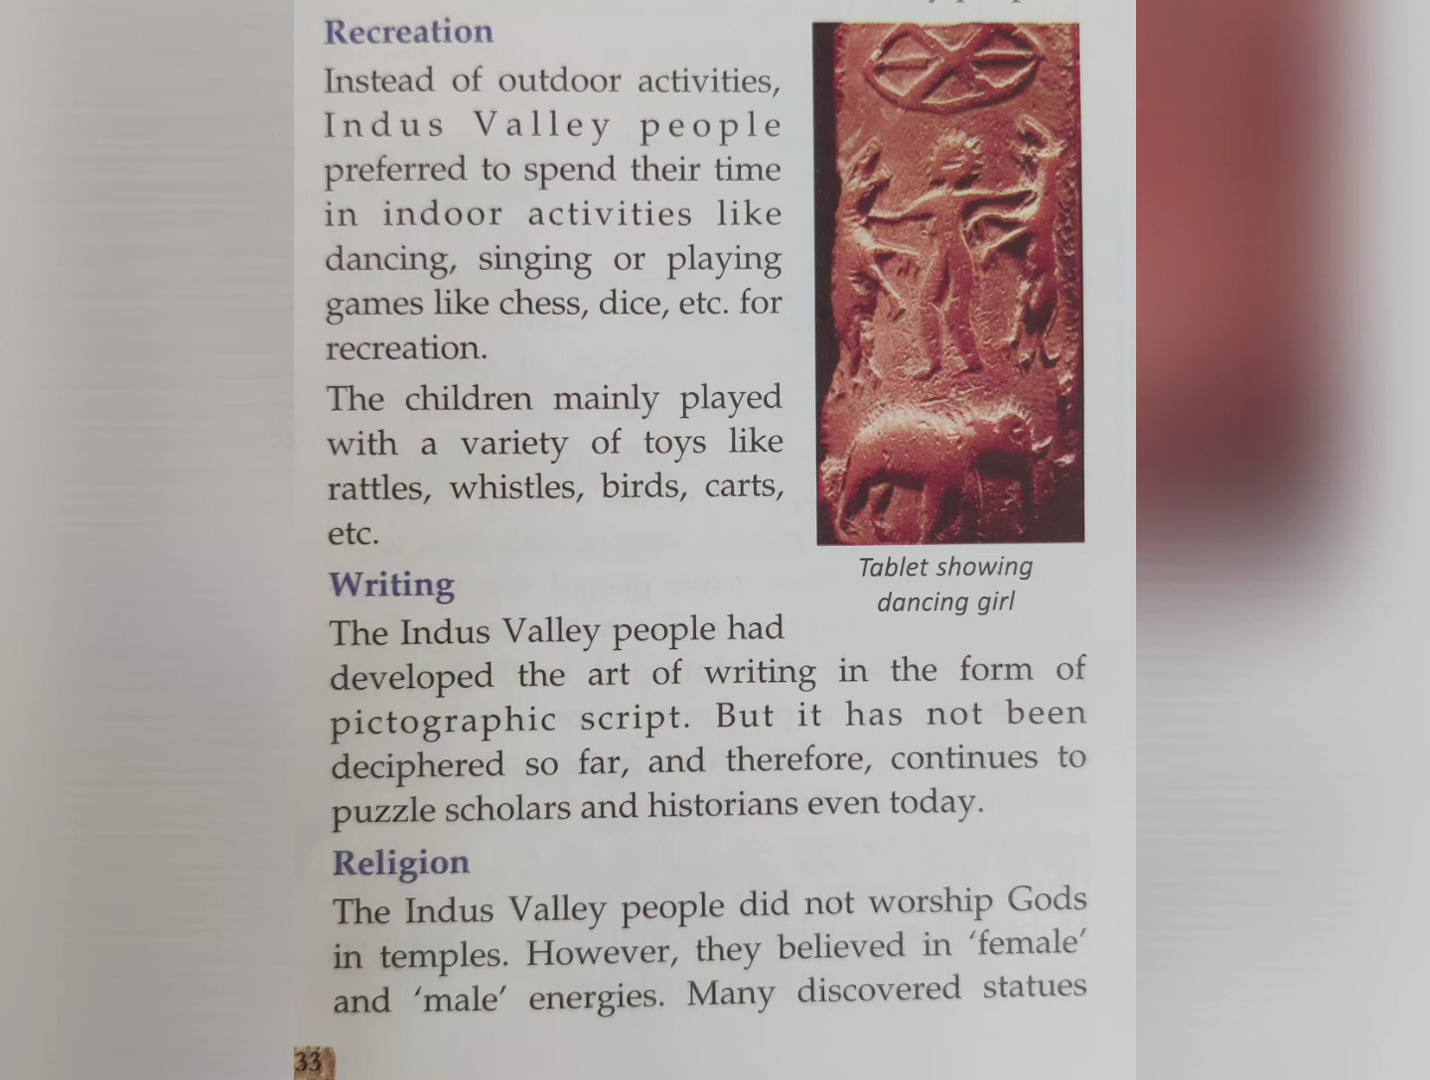 Recreation
Instead of outdoor activities,
Indus Valley people
preferred to spend their time
in indoor activities like
dancing, singing or playing
games like chess, dice, etc. for
recreation.
The children mainly played
with a variety of toys like
rattles, whistles, birds, carts,
etc.
Tablet showing
dancing girl
Writing
The Indus Valley people had
developed the art of writing in the form of
pictographic script. But it has not been
deciphered so far, and therefore, continues to
puzzle scholars and historians even today.
Religion
The Indus Valley people did not worship Gods
in temples. However, they believed in ‘female’
and ‘male’ energies. Many discovered statues
33